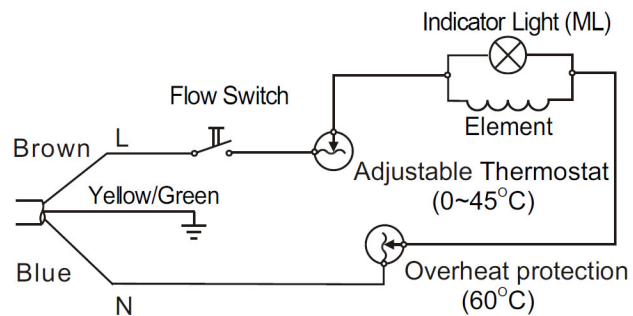 Indicator Light (ML)
Flow Switch
Element
L
Brown
Adjustable Thermostat
(0~45°C)
Yellow/Green
Blue
Overheat protection
(60°C)
N